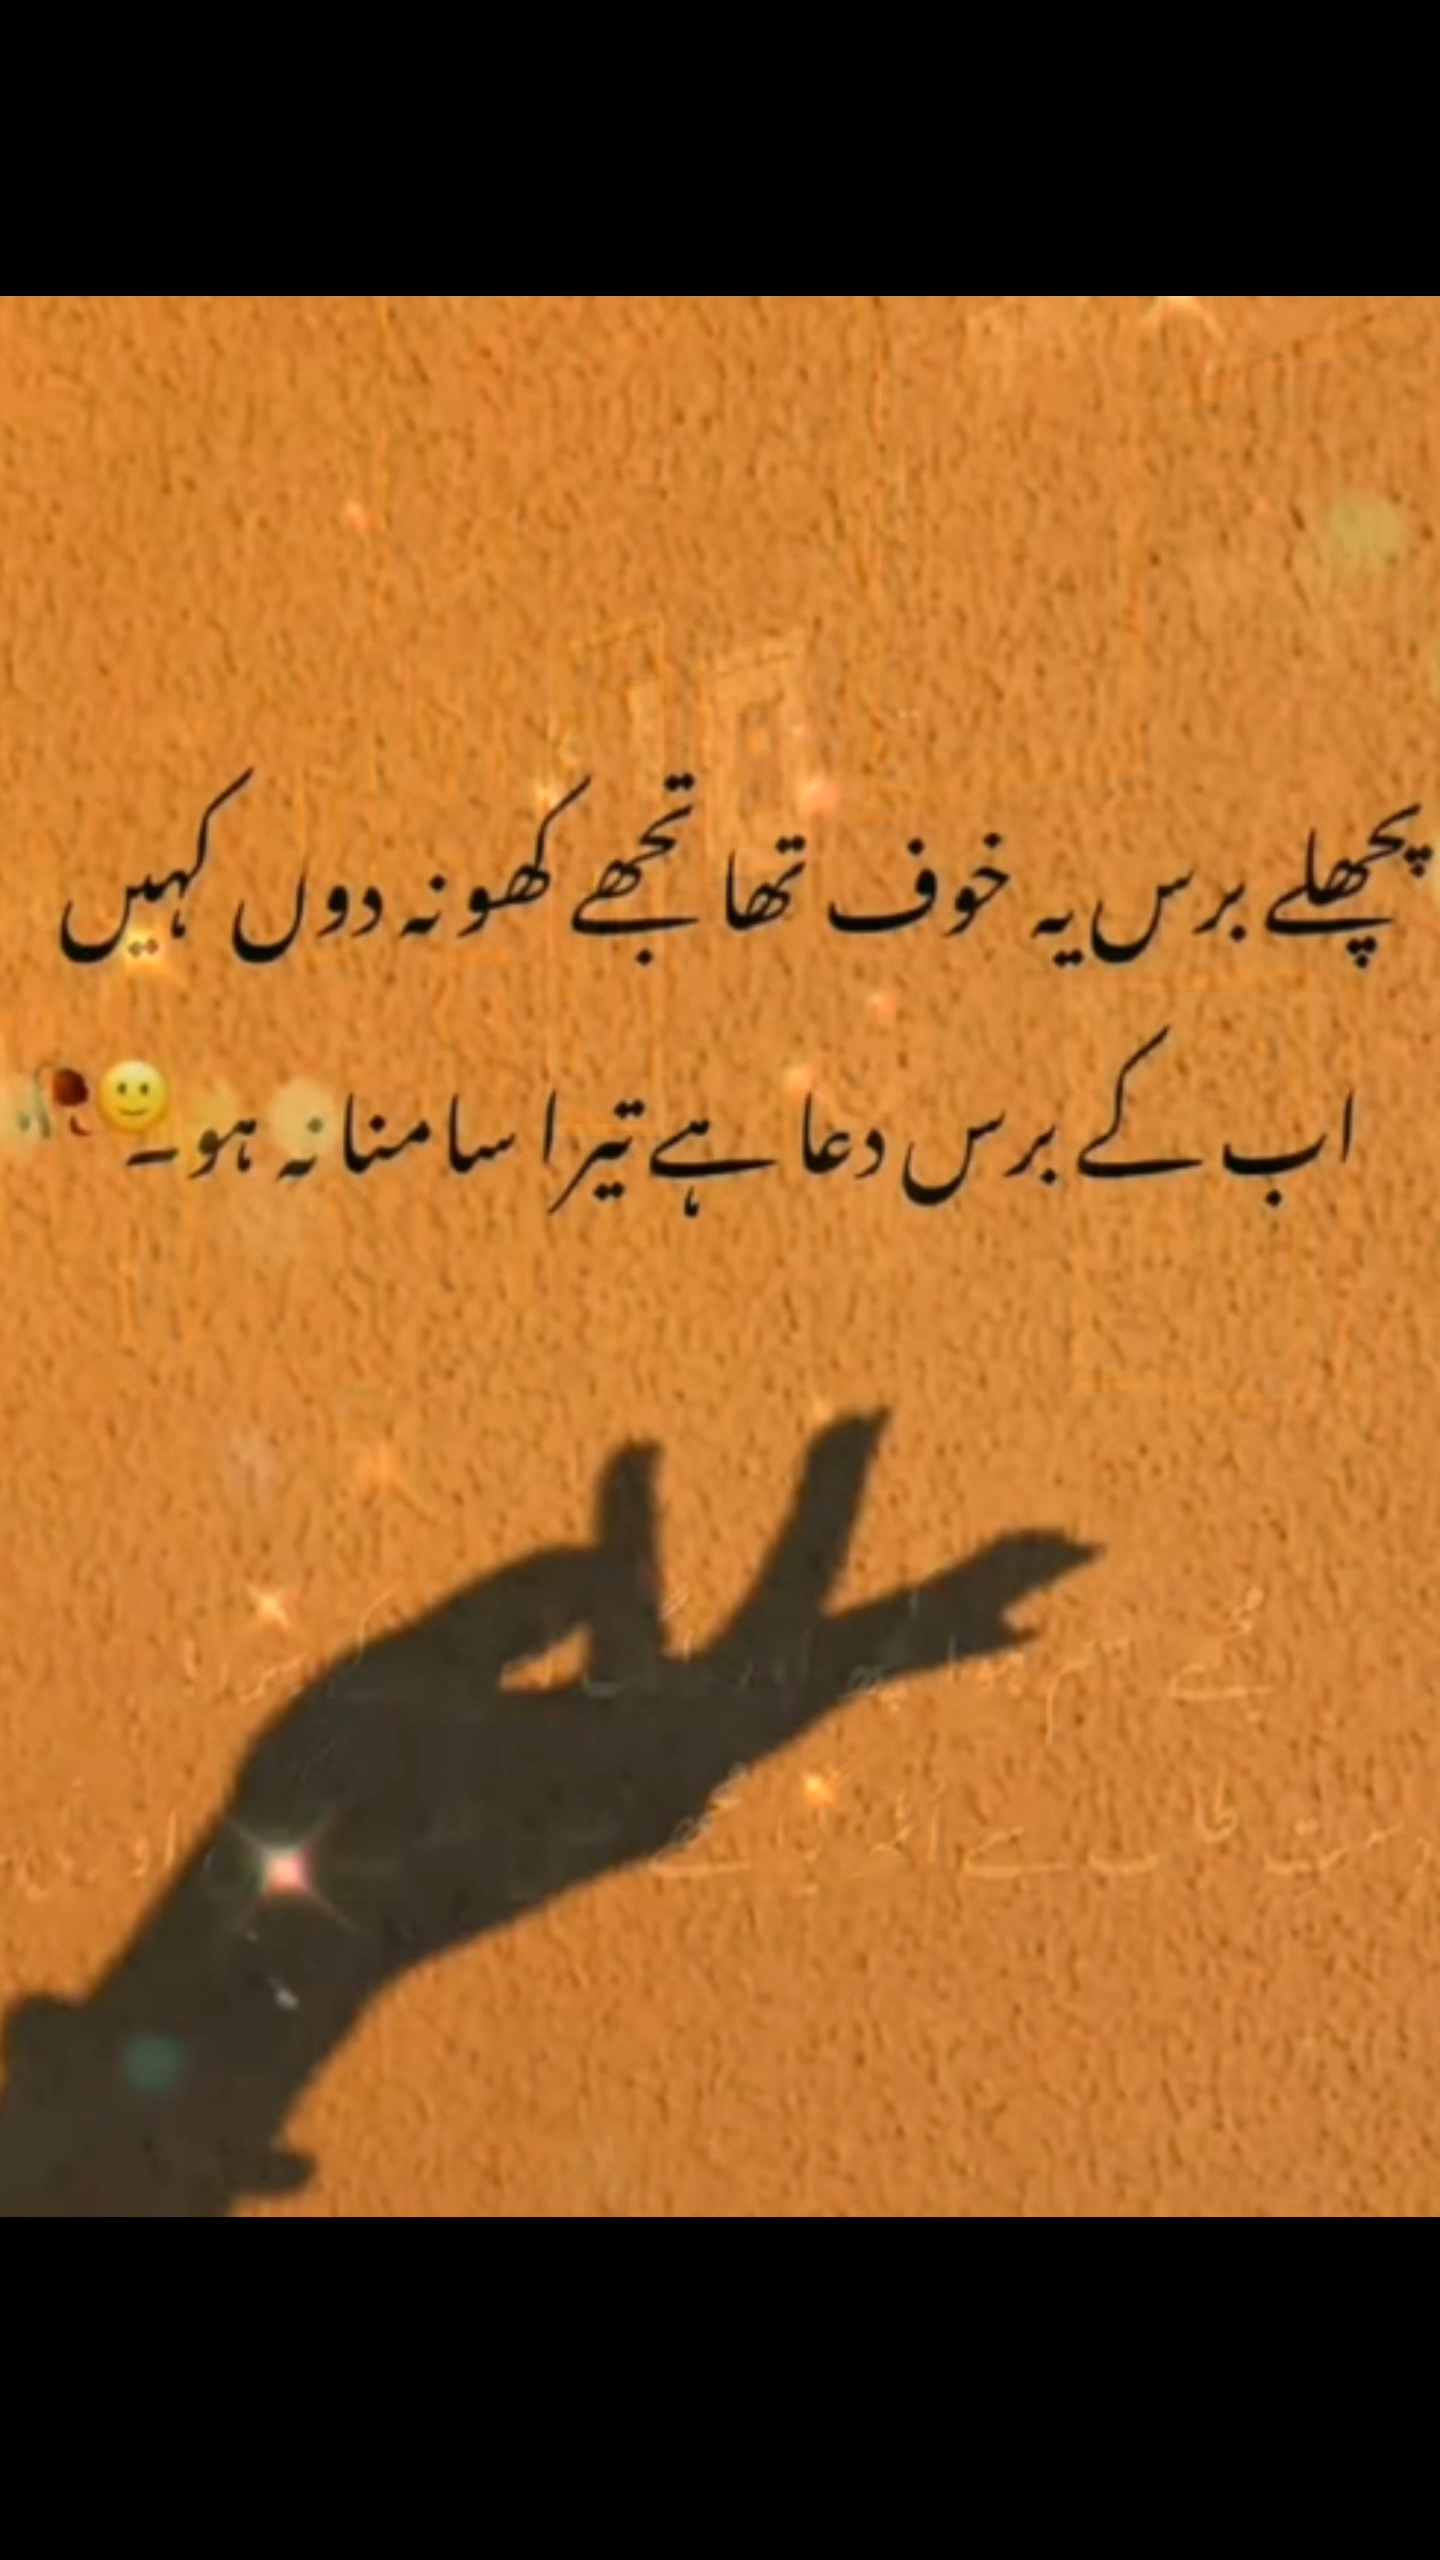 پچھلے برس یہ خوف تھا تجھے کھو نہ دوں کہیں
اب کے برس دعا ہے تیرا سامنا نہ ہو۔🙂🥀